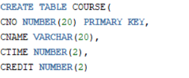 CREATE TABLE COURSE(
CNO NUMBER(20) PRIMARY KEY,
CNAME VARCHAR(20),
CTIME NUMBER(2),
CREDIT NUMBER(2)